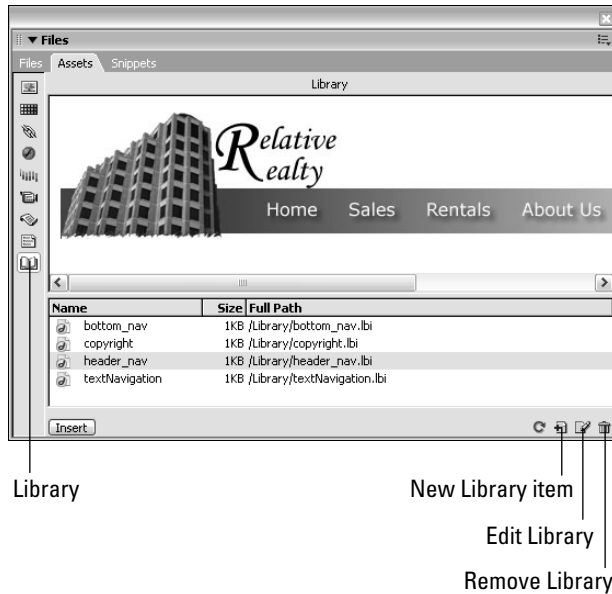 Files
Files Assets Snippets
Library
Relative
Realty
Home Sales Rentals About Us
Name Size Full Path
bottom_nav 1KB /Library/bottom_nav.lbi
copyright 1KB /Library/copyright.lbi
header_nav 1KB /Library/header_nav.lbi
textNavigation 1KB /Library/textNavigation.lbi
Insert
Library New Library item
Edit Library
Remove Library